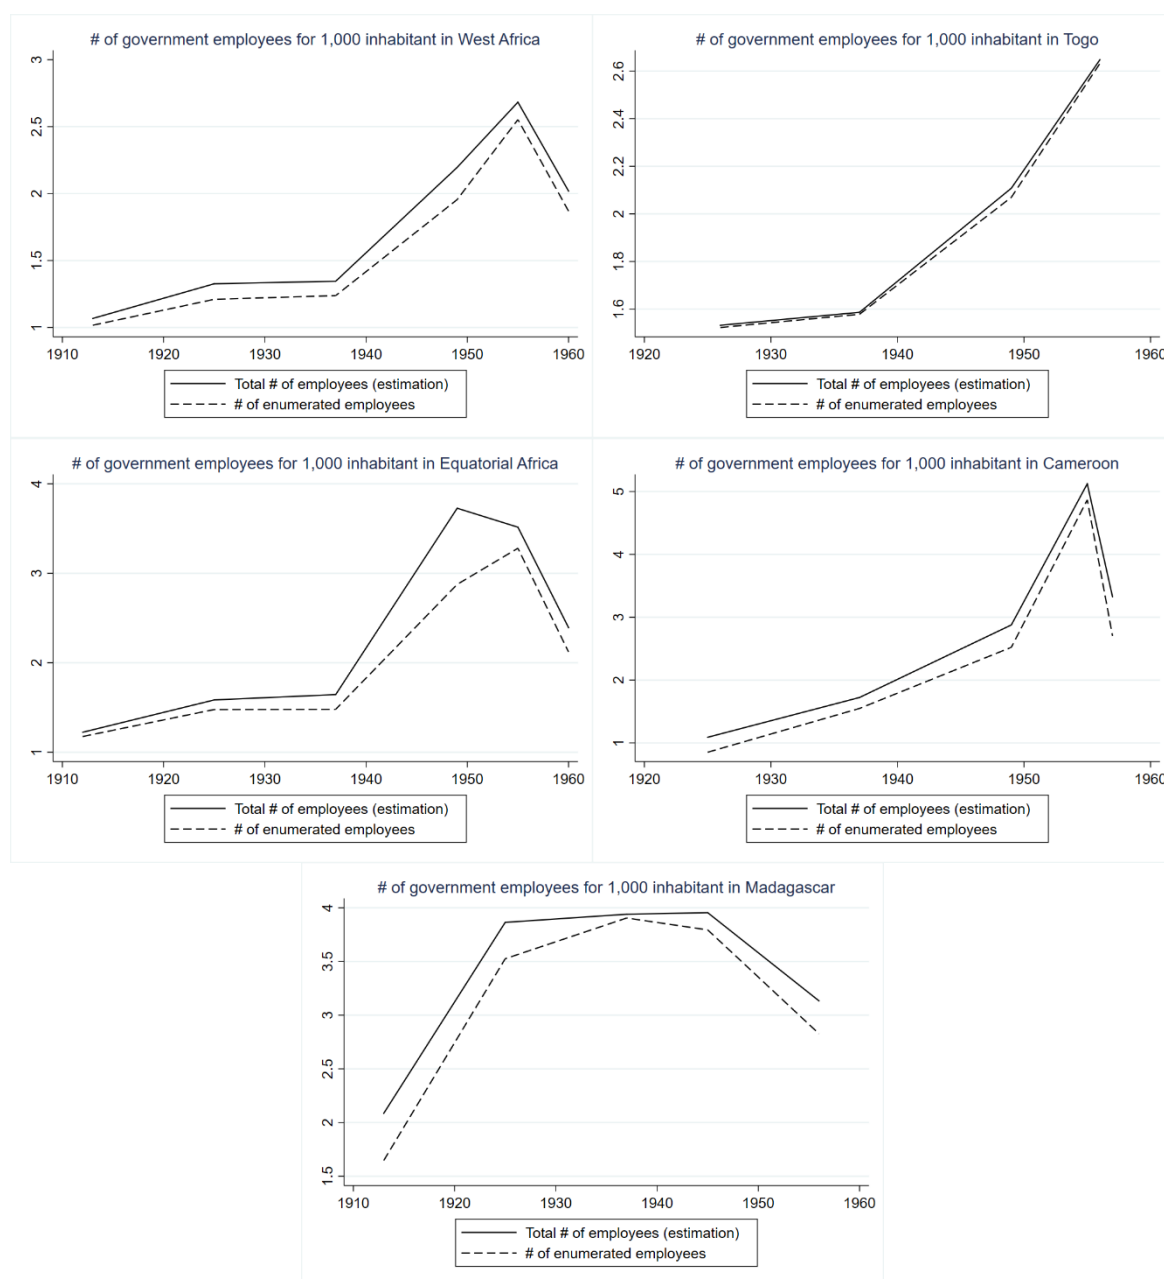 # of government employees for 1,000 inhabitant in West Africa
3
2.5
2
1.5
1
1910 1920 1930 1940 1950 1960
Total # of employees (estimation)
# of enumerated employees
# of government employees for 1,000 inhabitant in Togo
2.6
2.4
2.2
2
1.8
1.6
1920 1930 1940 1950 1960
Total # of employees (estimation)
# of enumerated employees
# of government employees for 1,000 inhabitant in Equatorial Africa
4
3
2
1
1910 1920 1930 1940 1950 1960
Total # of employees (estimation)
# of enumerated employees
# of government employees for 1,000 inhabitant in Cameroon
5
4
3
2
1
1920 1930 1940 1950 1960
Total # of employees (estimation)
# of enumerated employees
# of government employees for 1,000 inhabitant in Madagascar
4
3.5
3
2.5
2
1.5
1910 1920 1930 1940 1950 1960
Total # of employees (estimation)
# of enumerated employees